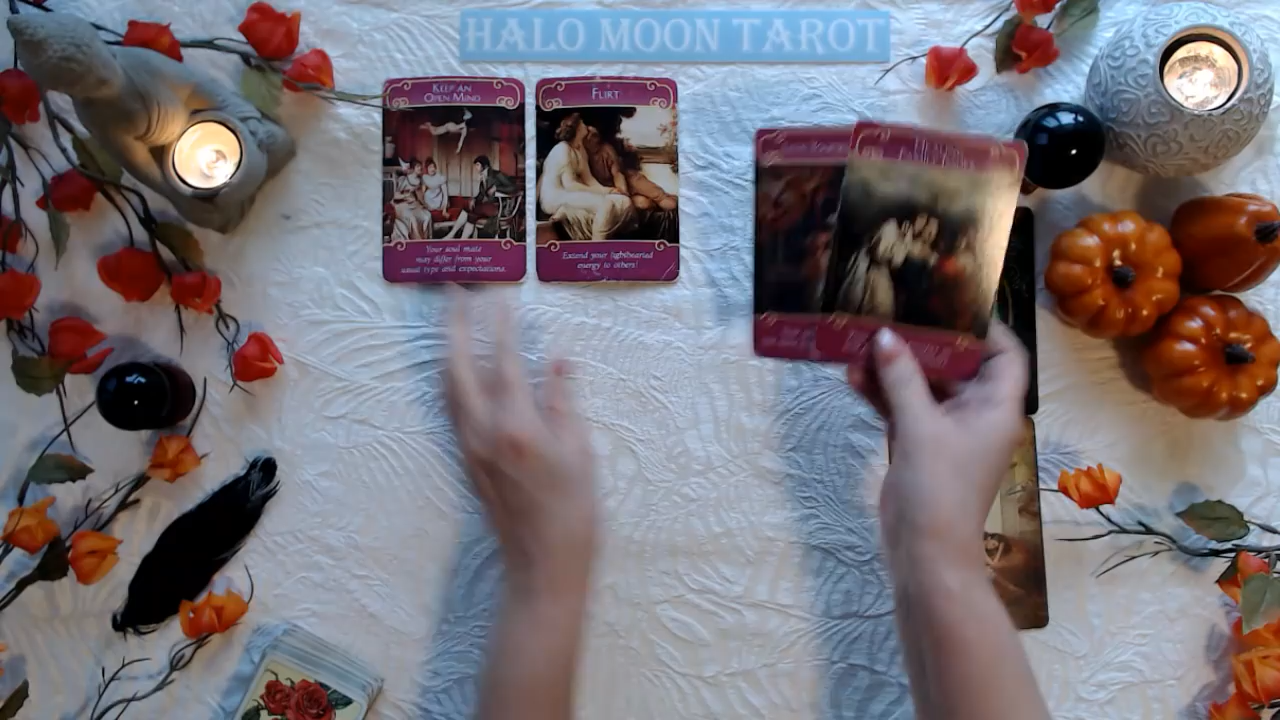 HALO MOON TAROT
KEEP AN
OPEN MIND
FLIRT
Your soul mate
may differ from your
usual type and expectations.
Extend your lighthearted
energy to others!